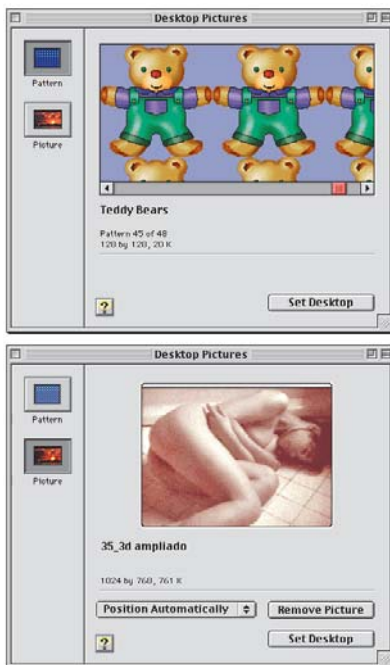 Desktop Pictures
Pattern
Picture
Teddy Bears
Pattern 45 of 48
128 by 128, 20 K
?
Set Desktop
Desktop Pictures
Pattern
Picture
35_3d ampliado
1024 by 768, 761 K
Position Automatically
Remove Picture
?
Set Desktop